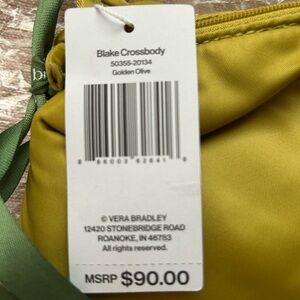 Blake Crossbody
50355-20134
Golden Olive
© VERA BRADLEY
12420 STONEBRIDGE ROAD
ROANOKE, IN 46783
All rights reserved.
MSRP $90.00